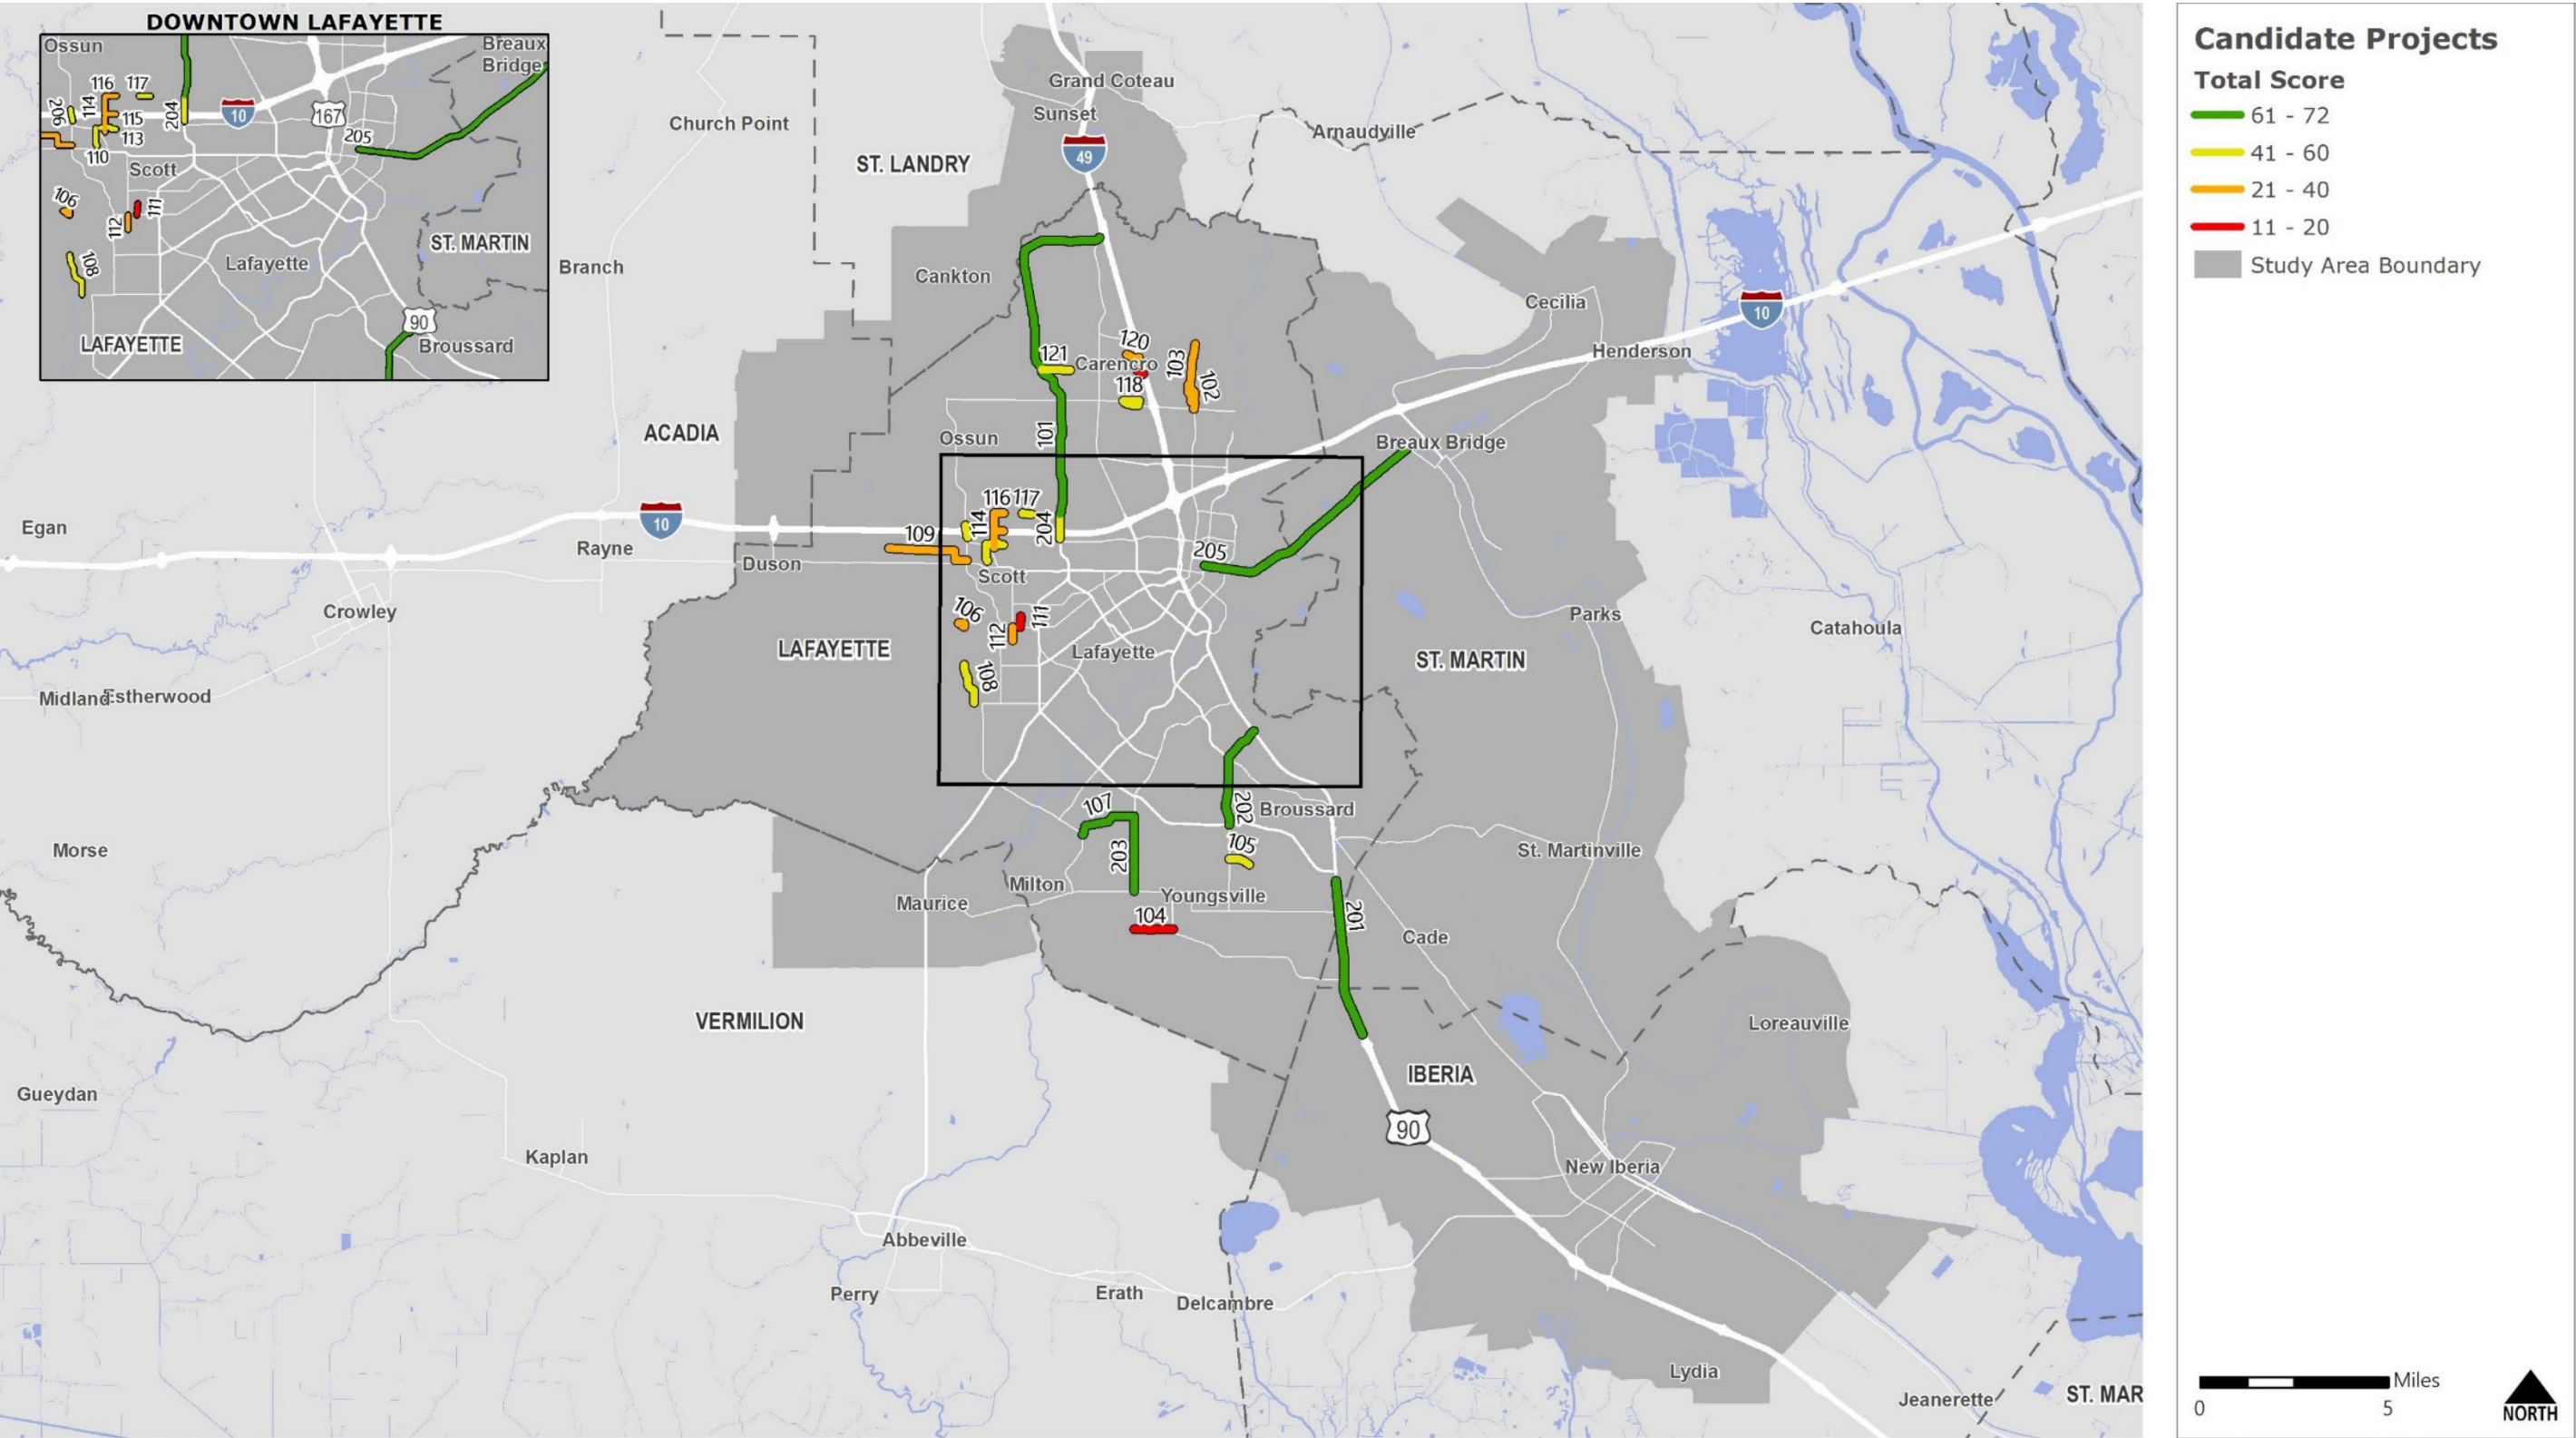 DOWNTOWN LAFAYETTE
Ossun
Breaux
Bridge
116
117
206
114
115
204
10
167
113
205
110
Scott
106
111
112
ST. MARTIN
108
Lafayette
90
LAFAYETTE
Broussard
Grand Coteau
Sunset
Church Point
Arnaudville
49
ST. LANDRY
Branch
Cankton
Cecilia
10
120
121
Carencro
103
Henderson
118
102
ACADIA
101
Ossun
Breaux Bridge
116
117
10
114
204
Egan
109
Rayne
205
Duson
Scott
Crowley
106
111
112
Parks
Catahoula
LAFAYETTE
Lafayette
ST. MARTIN
108
Midland
Estherwood
107
202
Broussard
105
Morse
203
St. Martinville
Milton
Youngsville
Maurice
104
201
Cade
VERMILION
Loreauville
IBERIA
Gueydan
90
Kaplan
New Iberia
Abbeville
Perry
Erath
Delcambre
Lydia
Jeanerette
ST. MAR
Candidate Projects
Total Score
61 - 72
41 - 60
21 - 40
11 - 20
Study Area Boundary
Miles
0
5
NORTH